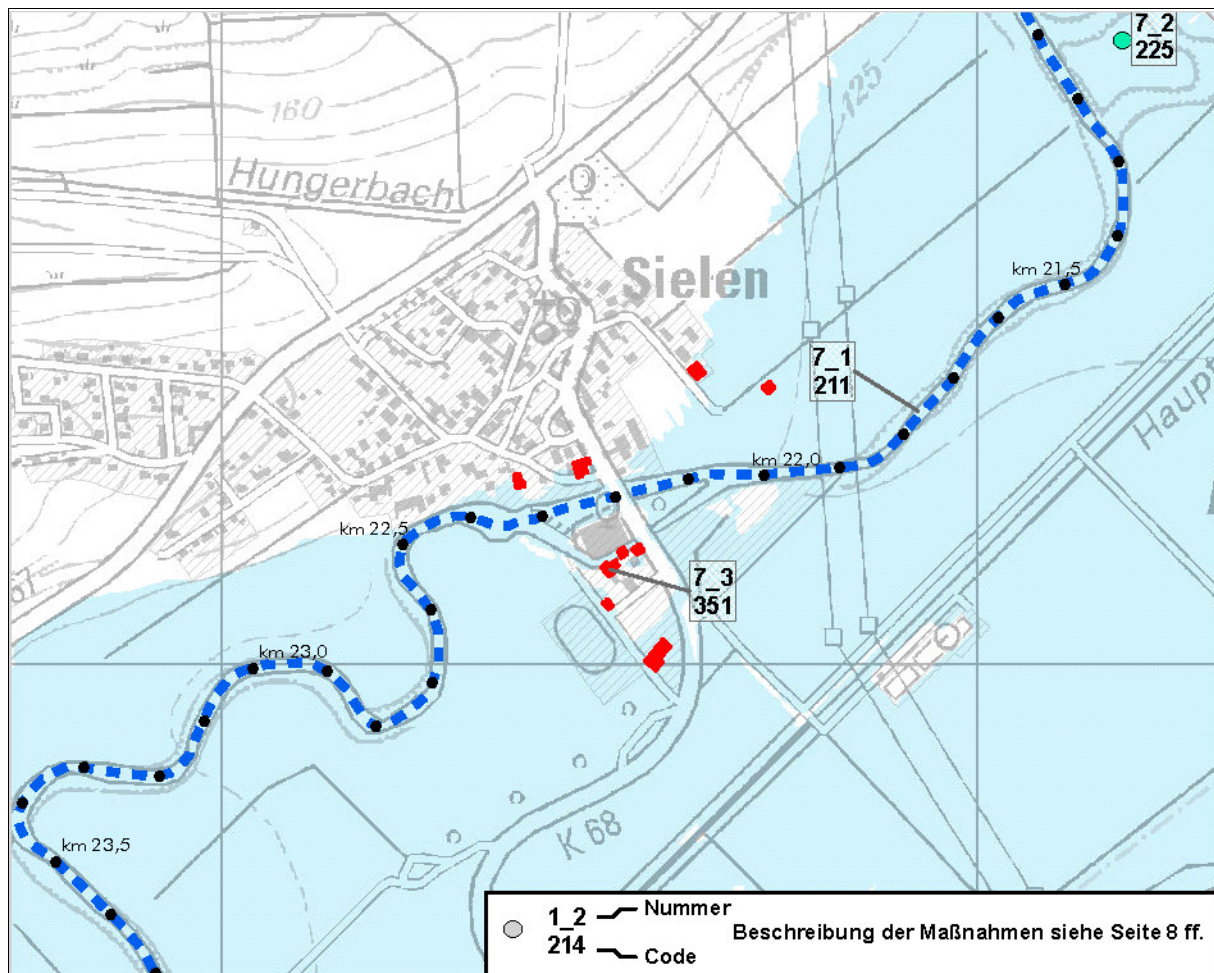 7_2
225
160
125
Hungerbach
Sielen
km 21,5
7_1
211
Haupt
km 22,0
km 22,5
7_3
351
km 23,0
K 68
km 23,5
1_2
214
Nummer
Code
Beschreibung der Maßnahmen siehe Seite 8 ff.